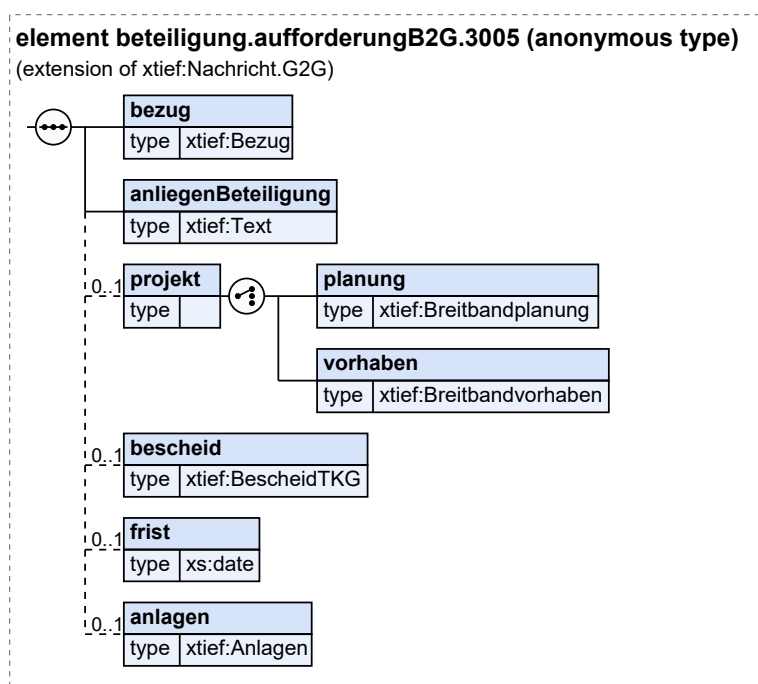 element beteiligung.aufforderungB2G.3005 (anonymous type)
(extension of xtief:Nachricht.G2G)
bezug
type xtief:Bezug
anliegenBeteiligung
type xtief:Text
0..1 projekt
type
planung
type xtief:Breitbandplanung
vorhaben
type xtief:Breitbandvorhaben
0..1 bescheid
type xtief:BescheidTKG
0..1 frist
type xs:date
0..1 anlagen
type xtief:Anlagen